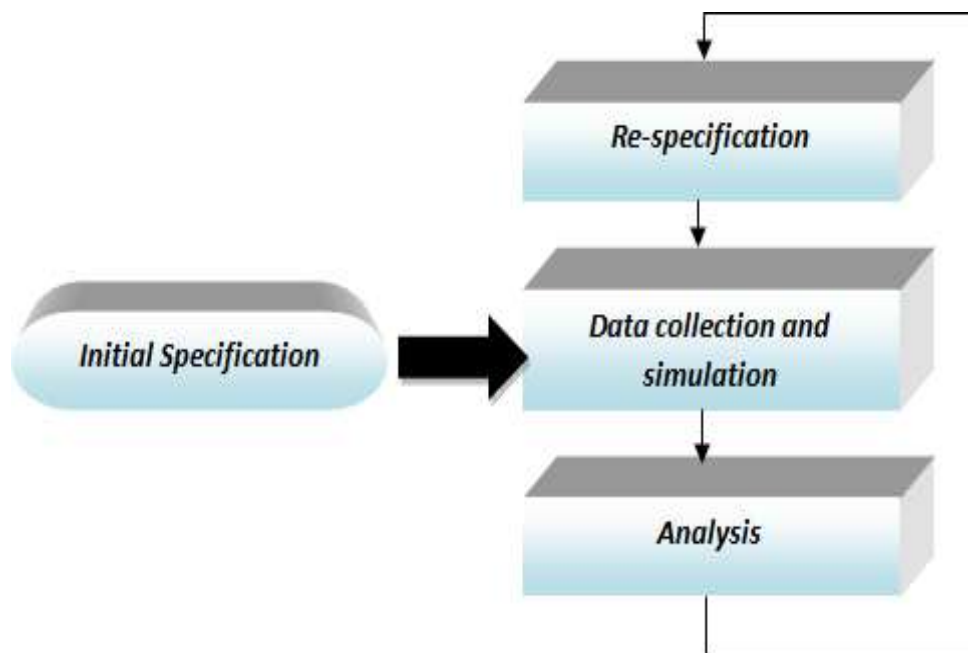 Re-specification
Initial Specification
Data collection and
simulation
Analysis